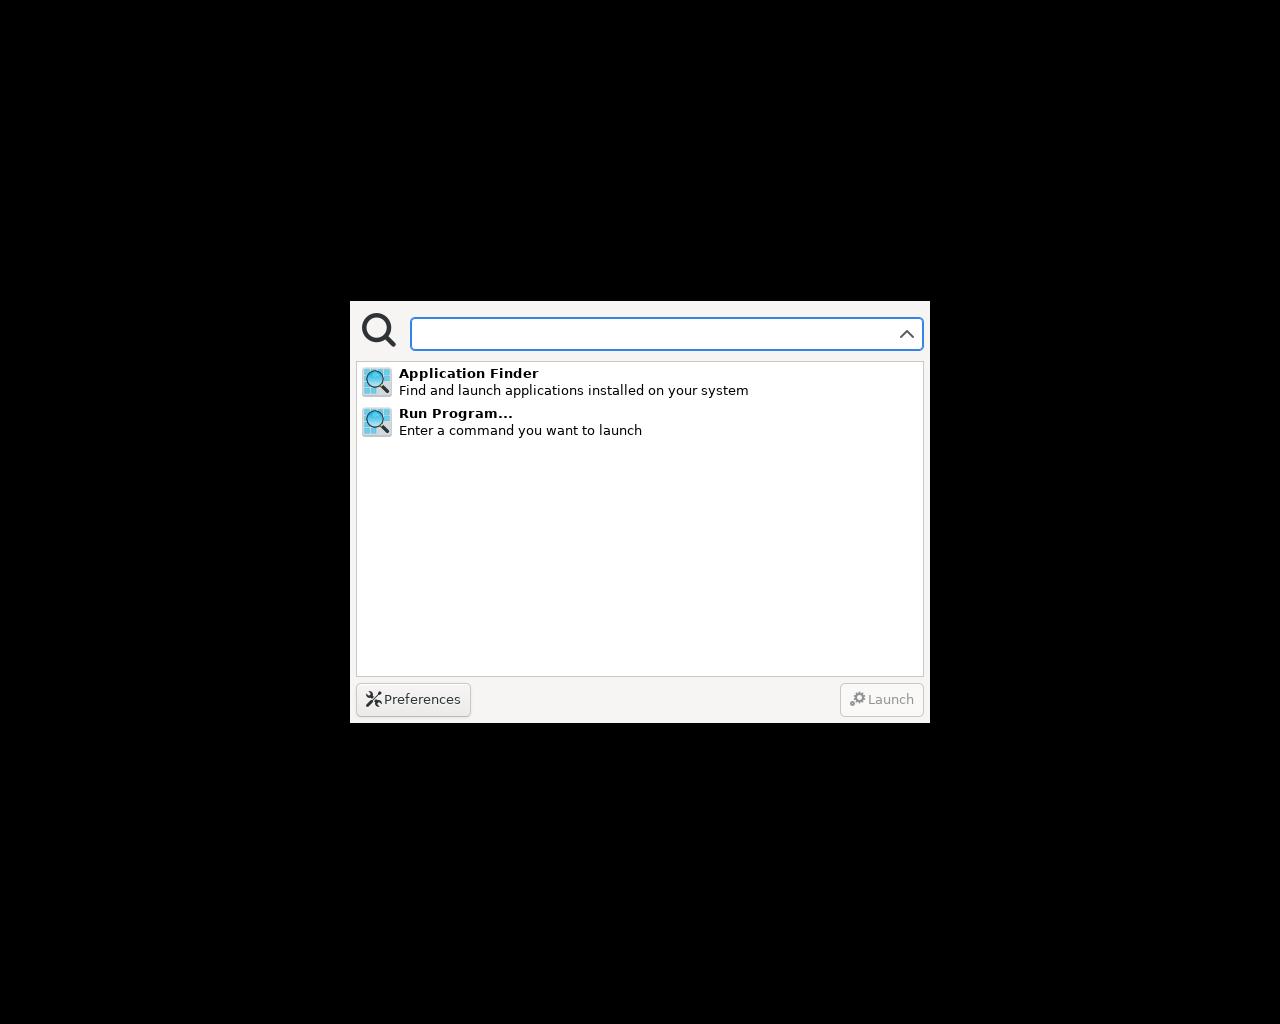 Application Finder
Find and launch applications installed on your system
Run Program...
Enter a command you want to launch
Preferences
Launch